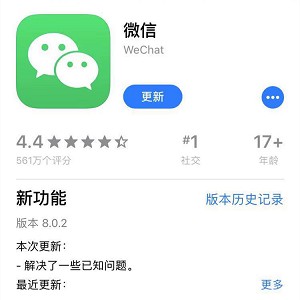 微信
WeChat
更新
4.4
#1
17+
561万个评分
社交
年龄
新功能
版本历史记录
版本 8.0.2
本次更新:
- 解决了一些已知问题。
最近更新:
更多